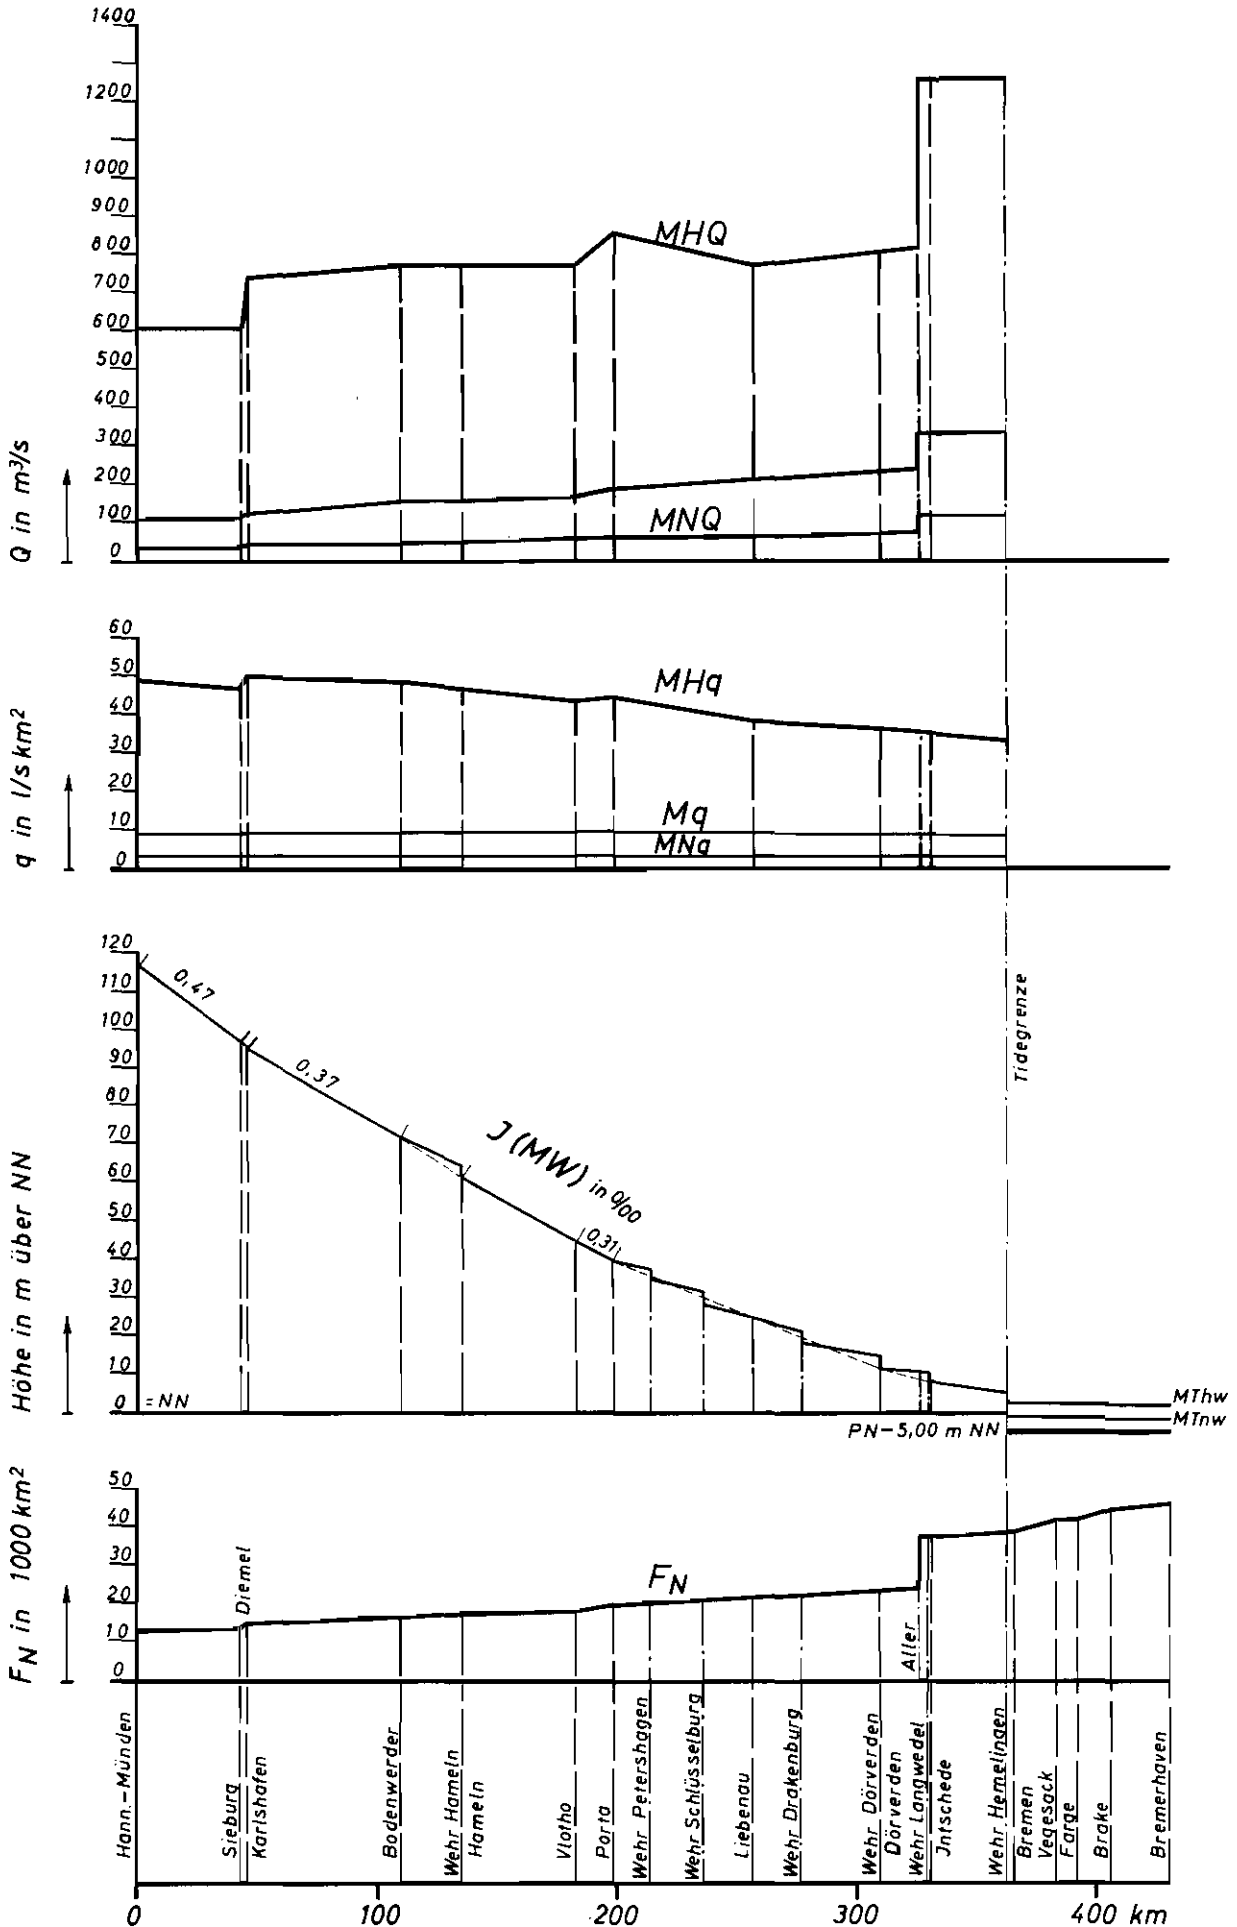 1400
1200
1000
900
800
700
600
500
400
300
200
100
0
Q in m³/s
MHQ
MNQ
60
50
40
30
20
10
0
q in l/s km²
MHq
Mq
MNq
120
110
100
90
80
70
60
50
40
30
20
10
0 = NN
Höhe in m über NN
0,47
0,37
J (MW) in ‰
0,31
Tidegrenze
MThw
MTnw
PN–5,00 m NN
50
40
30
20
10
0
F_N in 1000 km²
Diemel
F_N
Aller
Hann.-Münden
Sieburg
Karlshafen
Bodenwerder
Wehr Hameln
Hameln
Vlotho
Porta
Wehr Petershagen
Wehr Schlüsselburg
Liebenau
Wehr Drakenburg
Wehr Dörverden
Dörverden
Wehr Langwedel
Jntschede
Wehr Hemelingen
Bremen
Vegesack
Farge
Brake
Bremerhaven
0 100 200 300 400 km